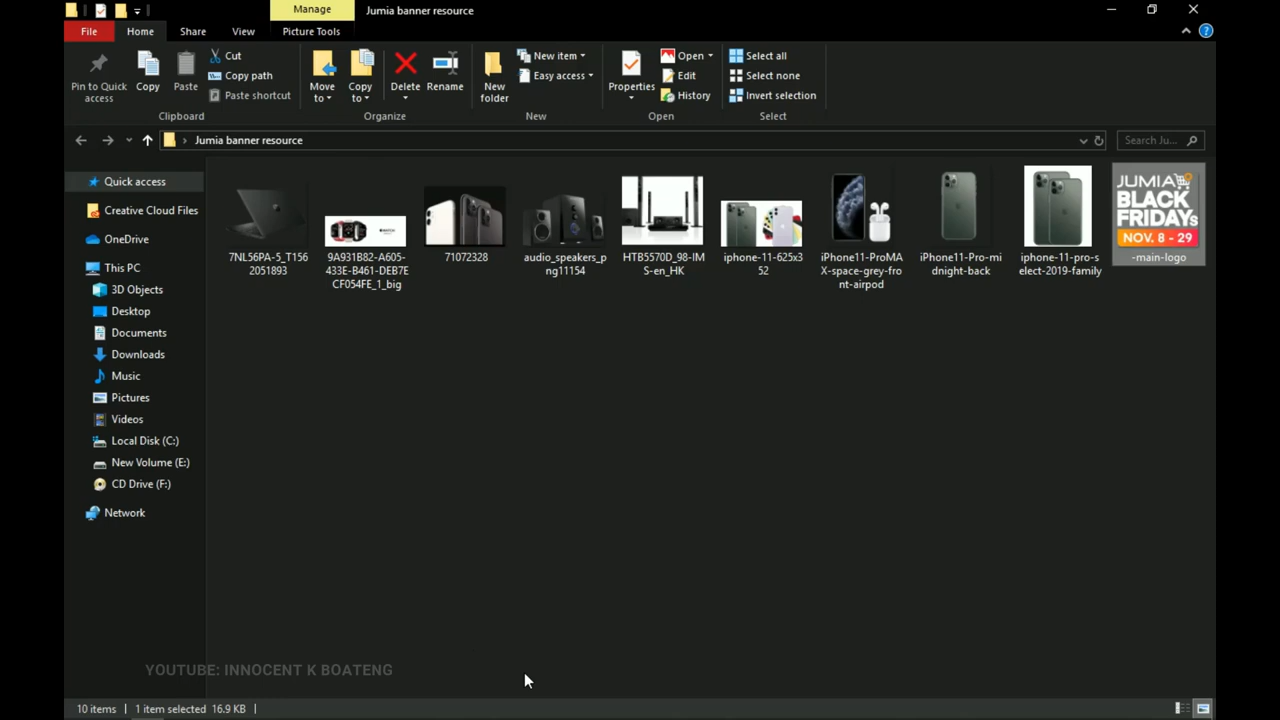 Manage
Jumia banner resource
File
Home
Share
View
Picture Tools
Pin to Quick
access
Copy
Paste
Cut
Copy path
Paste shortcut
Clipboard
Move
to
Copy
to
Delete
Rename
Organize
New
folder
New item
Easy access
New
Properties
Open
Edit
History
Open
Select all
Select none
Invert selection
Select
Jumia banner resource
Search Ju...
Quick access
Creative Cloud Files
OneDrive
This PC
3D Objects
Desktop
Documents
Downloads
Music
Pictures
Videos
Local Disk (C:)
New Volume (E:)
CD Drive (F:)
Network
7NL56PA-5_T156
2051893
9A931B82-A605-
433E-B461-DEB7E
CF054FE_1_big
71072328
audio_speakers_p
ng11154
HTB5570D_98-IM
S-en_HK
iphone-11-625x3
52
iPhone11-ProMA
X-space-grey-fro
nt-airpod
iPhone11-Pro-mi
dnight-back
iphone-11-pro-s
elect-2019-family
JUMIA
BLACK
FRIDAYs
NOV. 8 - 29
-main-logo
YOUTUBE: INNOCENT K BOATENG
10 items
1 item selected 16.9 KB